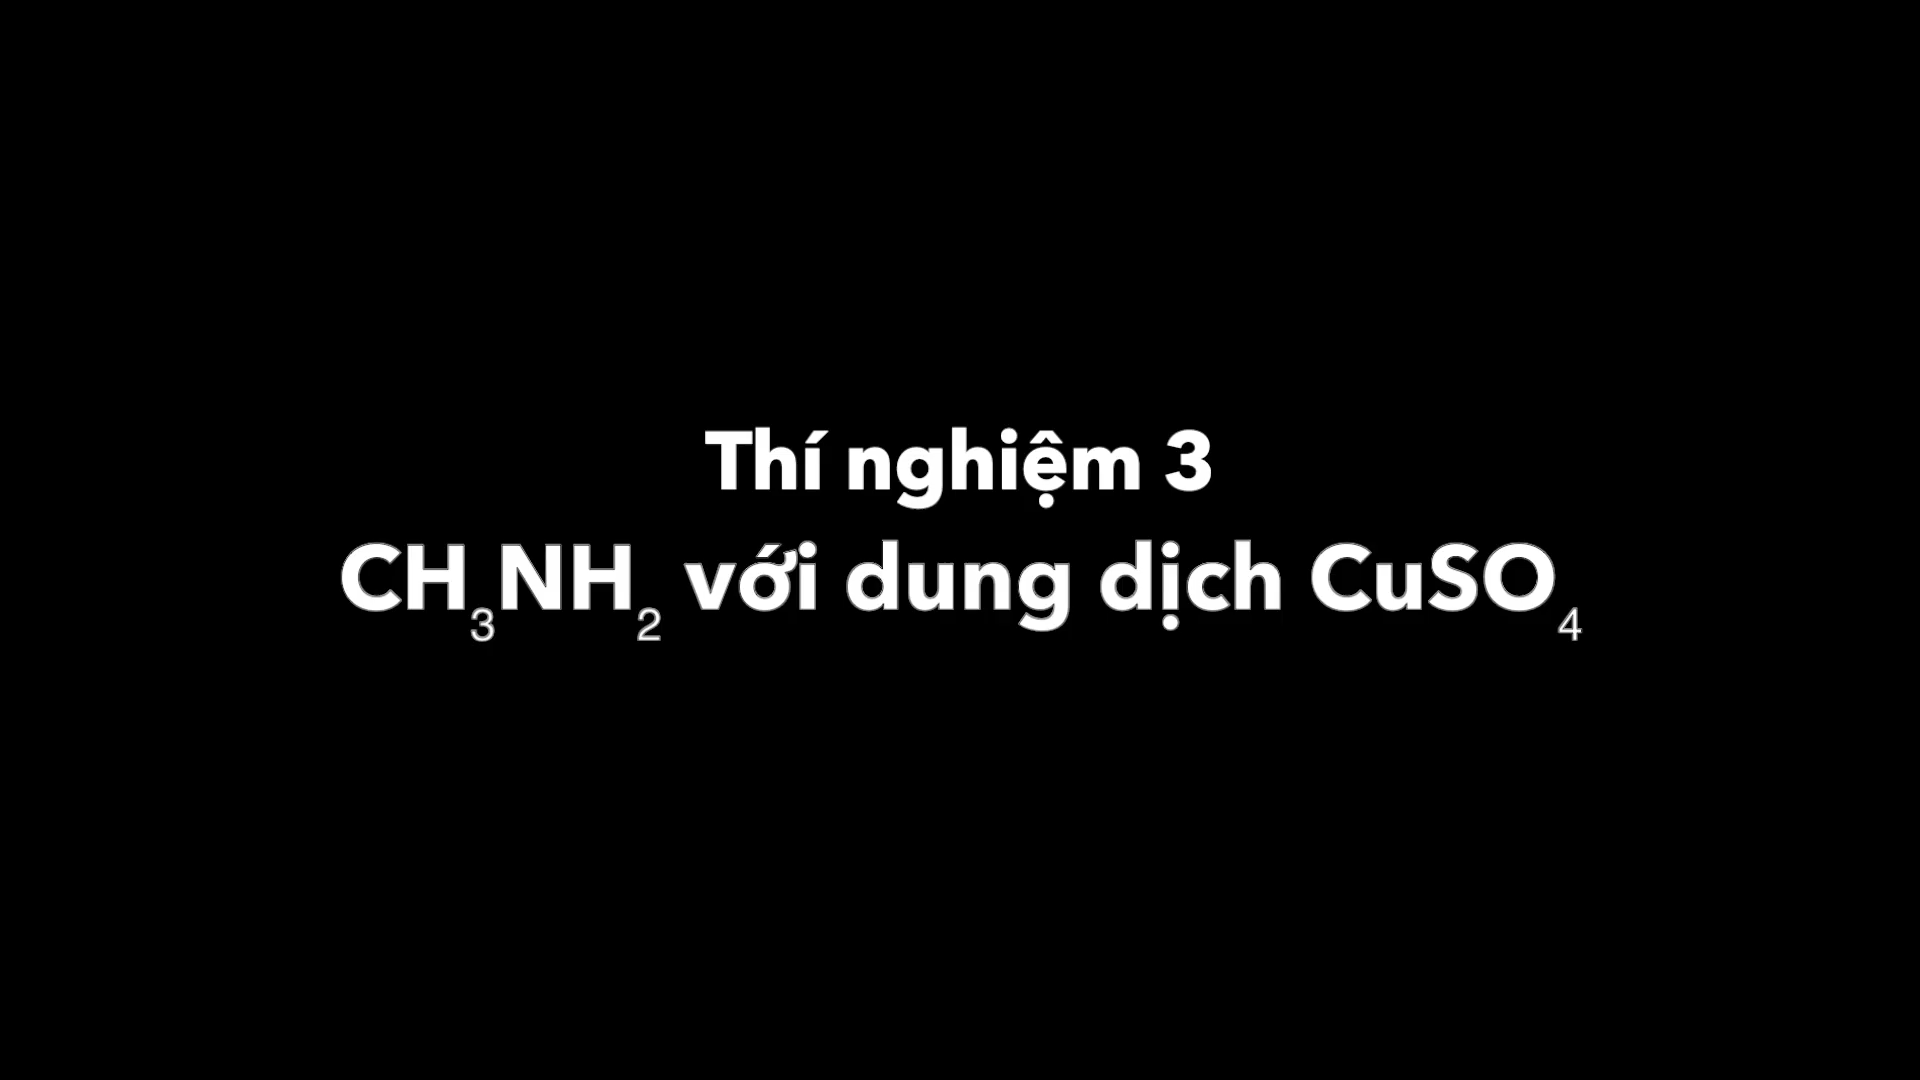 Thí nghiệm 3
CH₃NH₂ với dung dịch CuSO₄